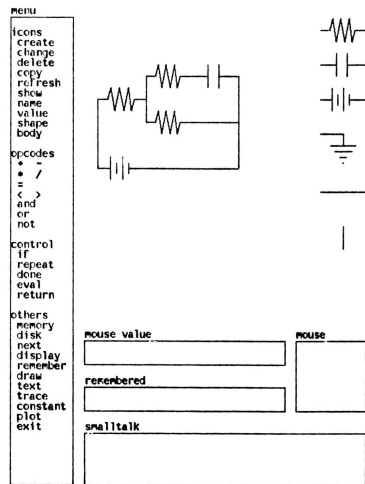 menu
icons
create
change
delete
copy
refresh
show
name
value
shape
body
opcodes
+ -
* /
=
< >
and
or
not
control
if
repeat
done
eval
return
others
memory
disk
next
display
remember
draw
text
trace
constant
plot
exit
mouse value
mouse
remembered
smalltalk